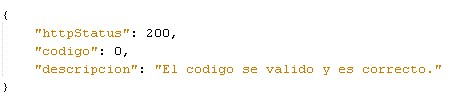 {
"httpStatus": 200,
"codigo": 0,
"descripcion": "El codigo se valido y es correcto."
}